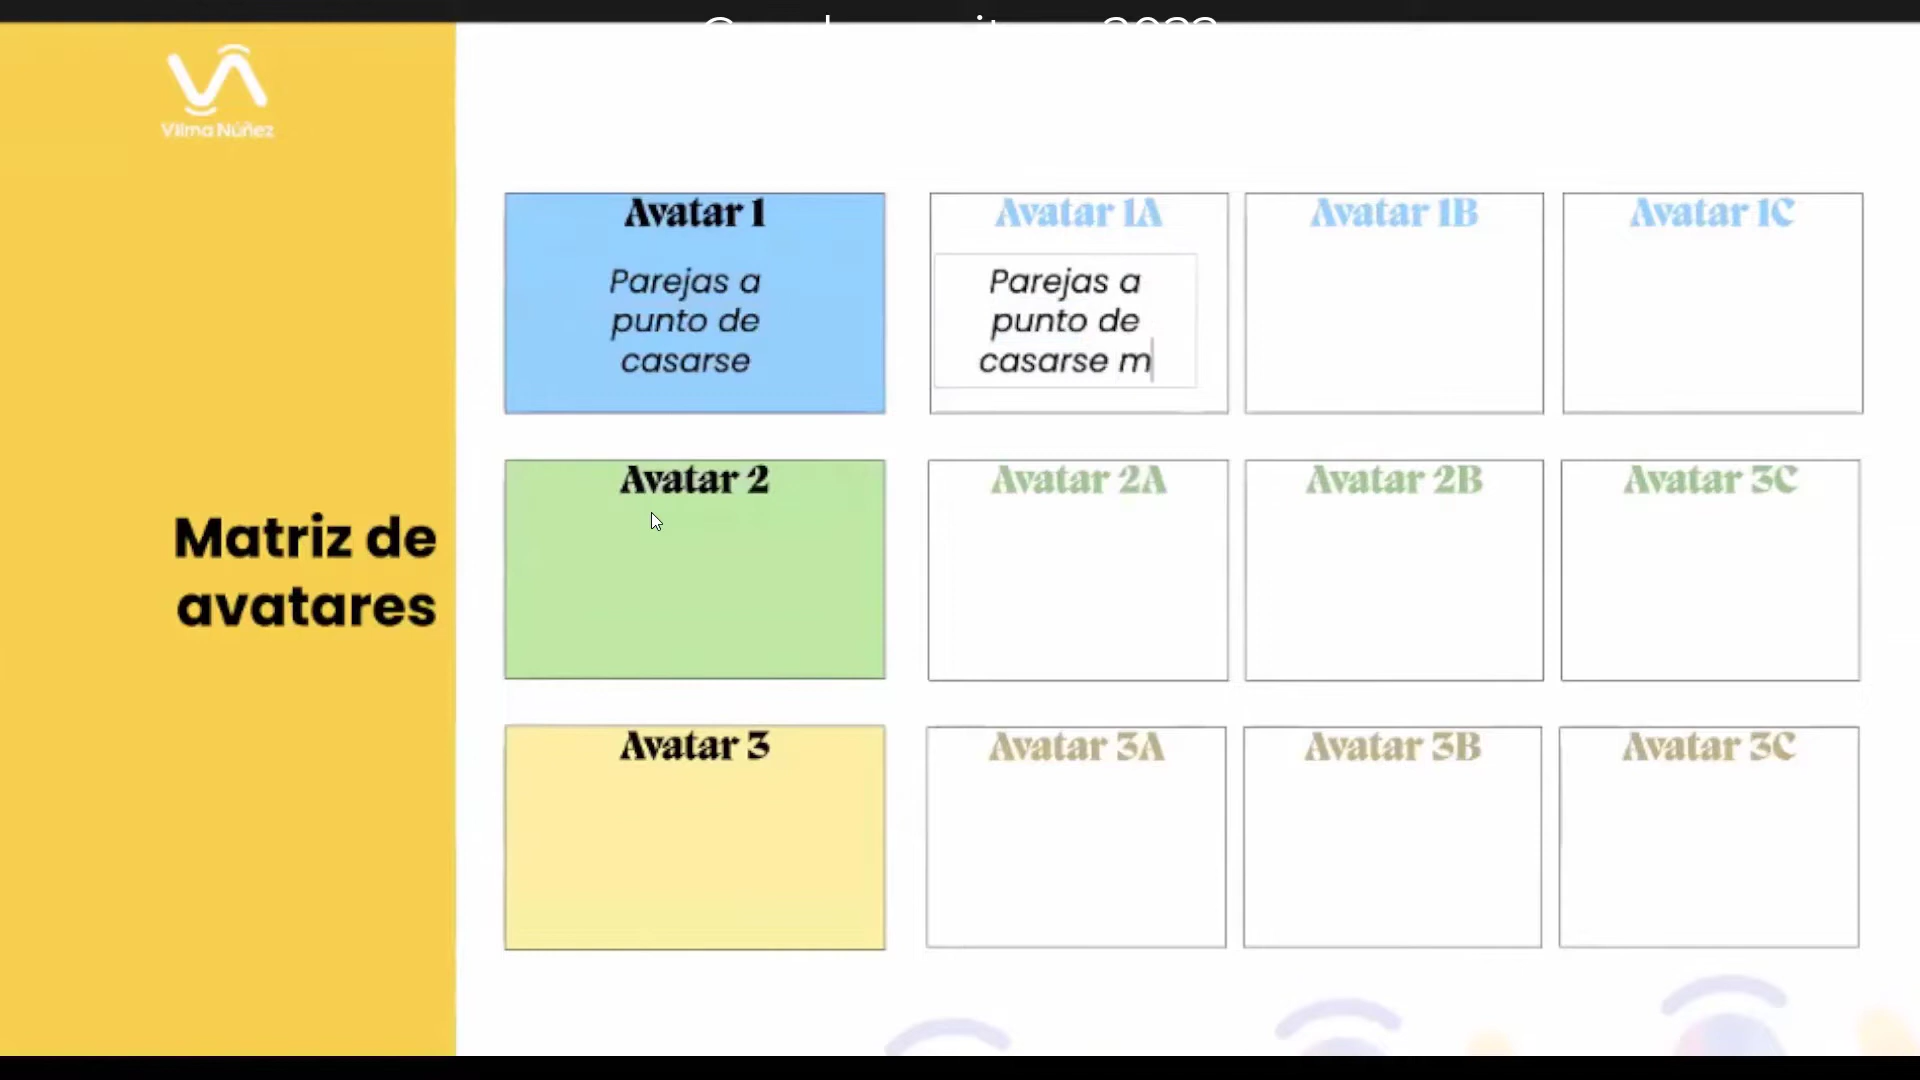 Vilma Núñez
Matriz de
avatares
Avatar 1
Parejas a
punto de
casarse
Avatar 1A
Parejas a
punto de
casarse m
Avatar 1B
Avatar 1C
Avatar 2
Avatar 2A
Avatar 2B
Avatar 3C
Avatar 3
Avatar 3A
Avatar 3B
Avatar 3C